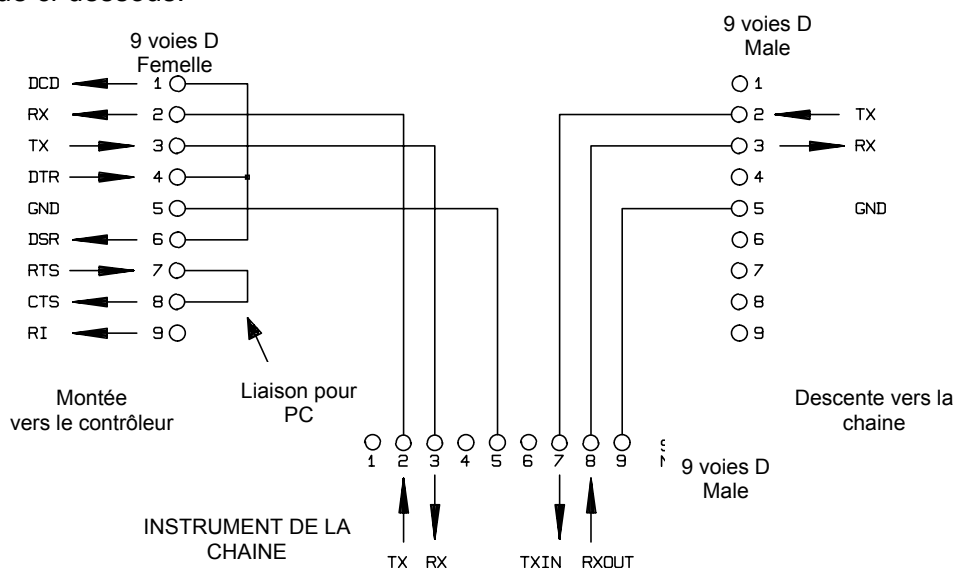 9 voies D
Femelle
9 voies D
Male
DCD 1
RX 2
TX 3
DTR 4
GND 5
DSR 6
RTS 7
CTS 8
RI 9
1
2 TX
3 RX
4
5 GND
6
7
8
9
Montée
vers le contrôleur
Liaison pour
PC
Descente vers la
chaine
1 2 3 4 5 6 7 8 9
9 voies D
Male
INSTRUMENT DE LA
CHAINE
TX RX TXIN RXOUT